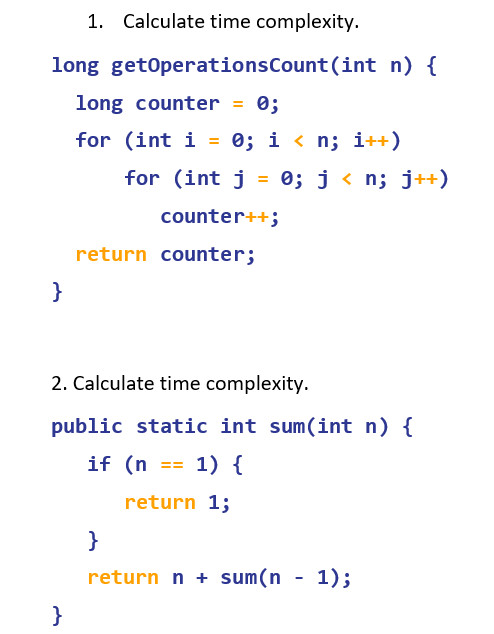 1. Calculate time complexity.
long getOperationsCount(int n) {
long counter = 0;
for (int i = 0; i < n; i++)
for (int j = 0; j < n; j++)
counter++;
return counter;
}
2. Calculate time complexity.
public static int sum(int n) {
if (n == 1) {
return 1;
}
return n + sum(n - 1);
}